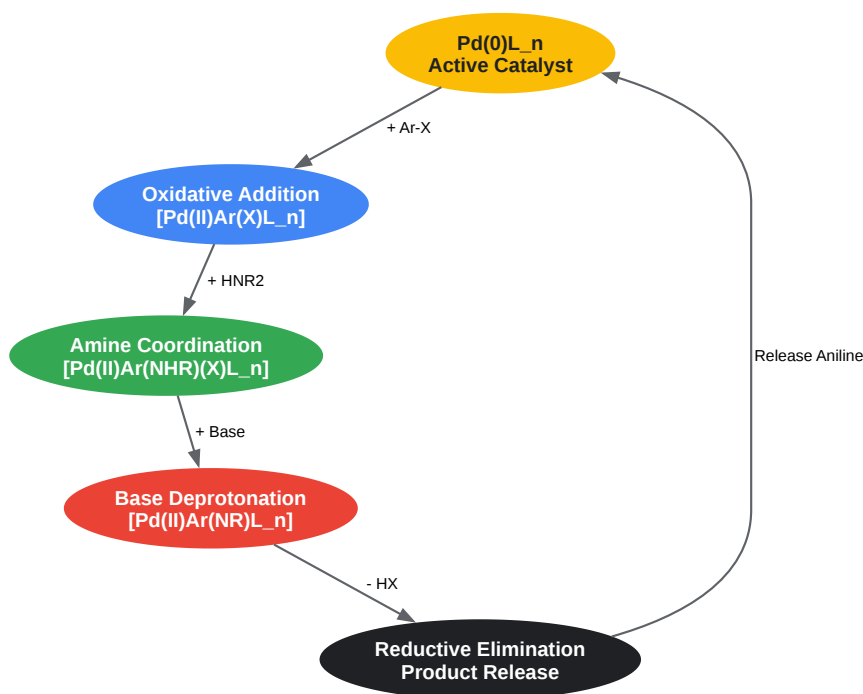 Pd(0)L_n
Active Catalyst
+ Ar-X
Oxidative Addition
[Pd(II)Ar(X)L_n]
+ HNR2
Amine Coordination
[Pd(II)Ar(NHR)(X)L_n]
Release Aniline
+ Base
Base Deprotonation
[Pd(II)Ar(NR)L_n]
- HX
Reductive Elimination
Product Release